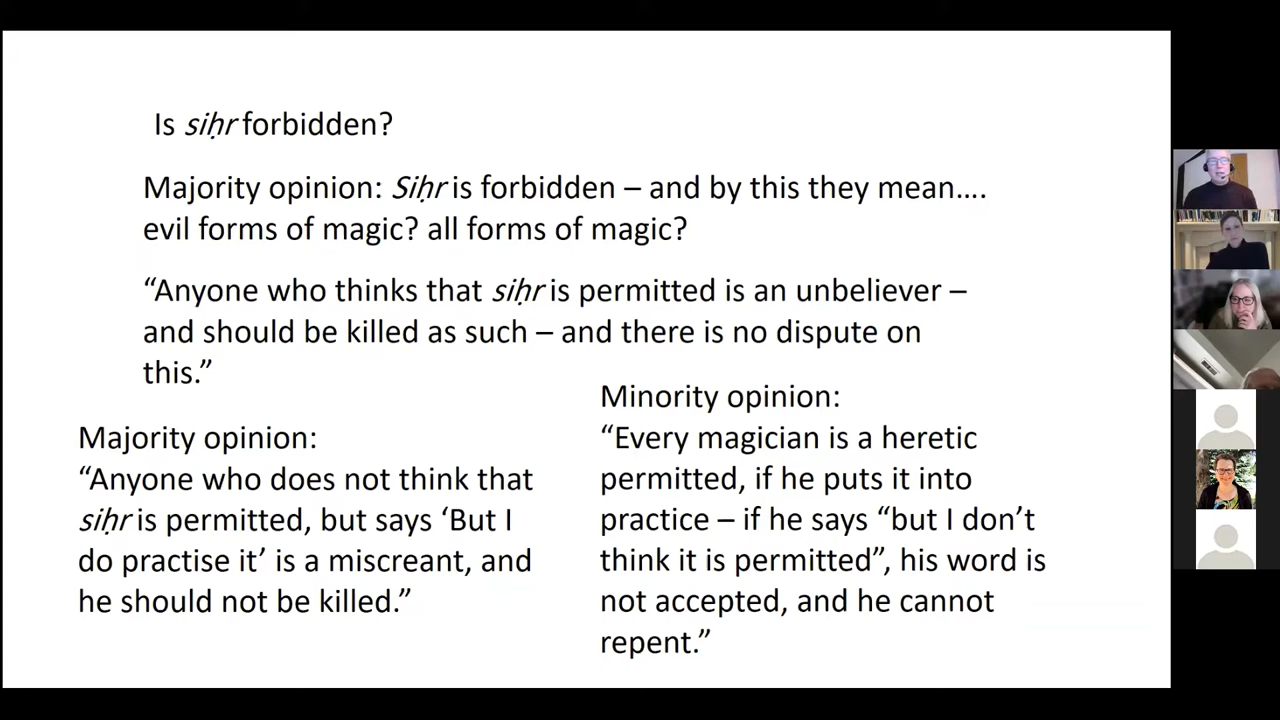 Is siḥr forbidden?
Majority opinion: Siḥr is forbidden – and by this they mean….
evil forms of magic? all forms of magic?
“Anyone who thinks that siḥr is permitted is an unbeliever –
and should be killed as such – and there is no dispute on
this.”
Majority opinion:
“Anyone who does not think that
siḥr is permitted, but says ‘But I
do practise it’ is a miscreant, and
he should not be killed.”
Minority opinion:
“Every magician is a heretic
permitted, if he puts it into
practice – if he says “but I don’t
think it is permitted”, his word is
not accepted, and he cannot
repent.”